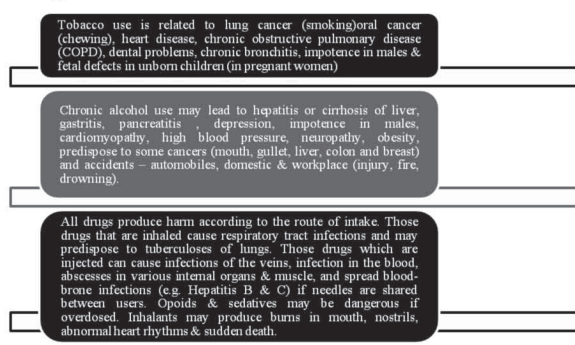 Tobacco use is related to lung cancer (smoking)oral cancer
(chewing), heart disease, chronic obstructive pulmonary disease
(COPD), dental problems, chronic bronchitis, impotence in males &
fetal defects in unborn children (in pregnant women)
Chronic alcohol use may lead to hepatitis or cirrhosis of liver,
gastritis, pancreatitis , depression, impotence in males,
cardiomyopathy, high blood pressure, neuropathy, obesity,
predispose to some cancers (mouth, gullet, liver, colon and breast)
and accidents – automobiles, domestic & workplace (injury, fire,
drowning).
All drugs produce harm according to the route of intake. Those
drugs that are inhaled cause respiratory tract infections and may
predispose to tuberculoses of lungs. Those drugs which are
injected can cause infections of the veins, infection in the blood,
abscesses in various internal organs & muscle, and spread blood-
brone infections (e.g. Hepatitis B & C) if needles are shared
between users. Opoids & sedatives may be dangerous if
overdosed. Inhalants may produce burns in mouth, nostrils,
abnormal heart rhythms & sudden death.